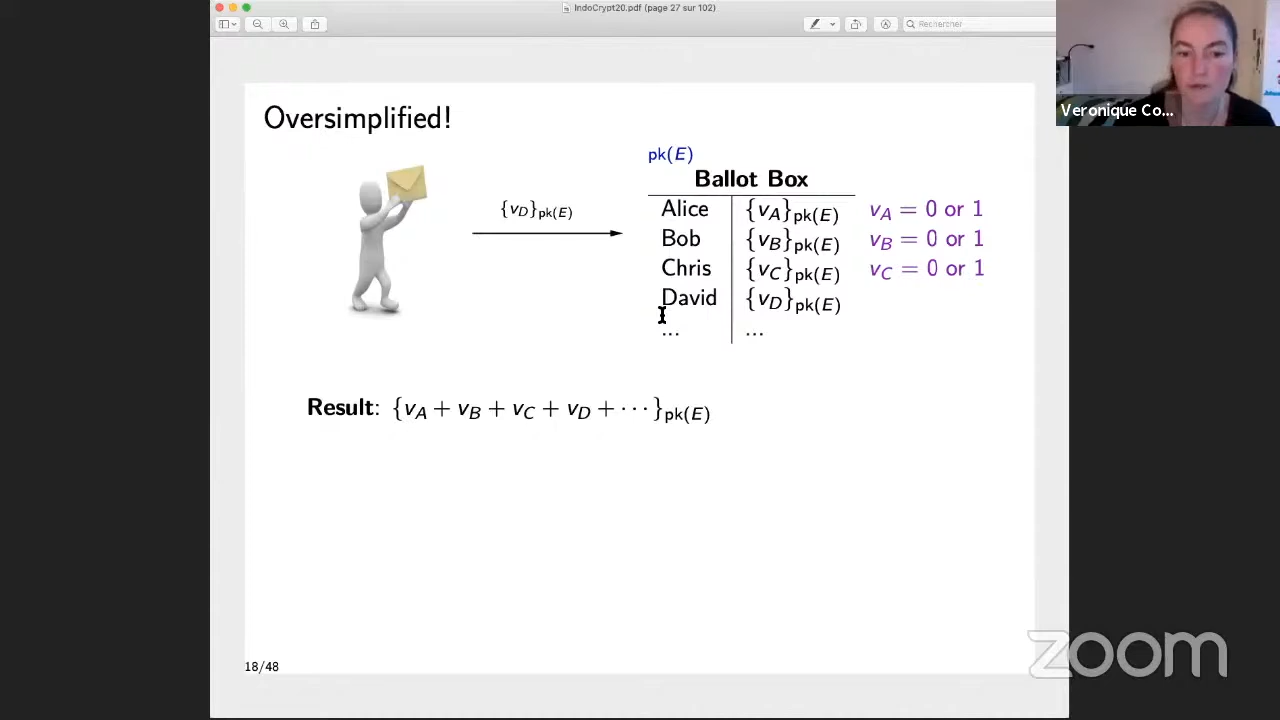 IndoCrypt20.pdf (page 27 sur 102)
Rechercher
Veronique Co...
Oversimplified!
pk(E)
Ballot Box
{v_D}_pk(E)
Alice {v_A}_pk(E) v_A = 0 or 1
Bob {v_B}_pk(E) v_B = 0 or 1
Chris {v_C}_pk(E) v_C = 0 or 1
David {v_D}_pk(E)
... ...
Result: {v_A + v_B + v_C + v_D + ···}_pk(E)
18/48
zoom